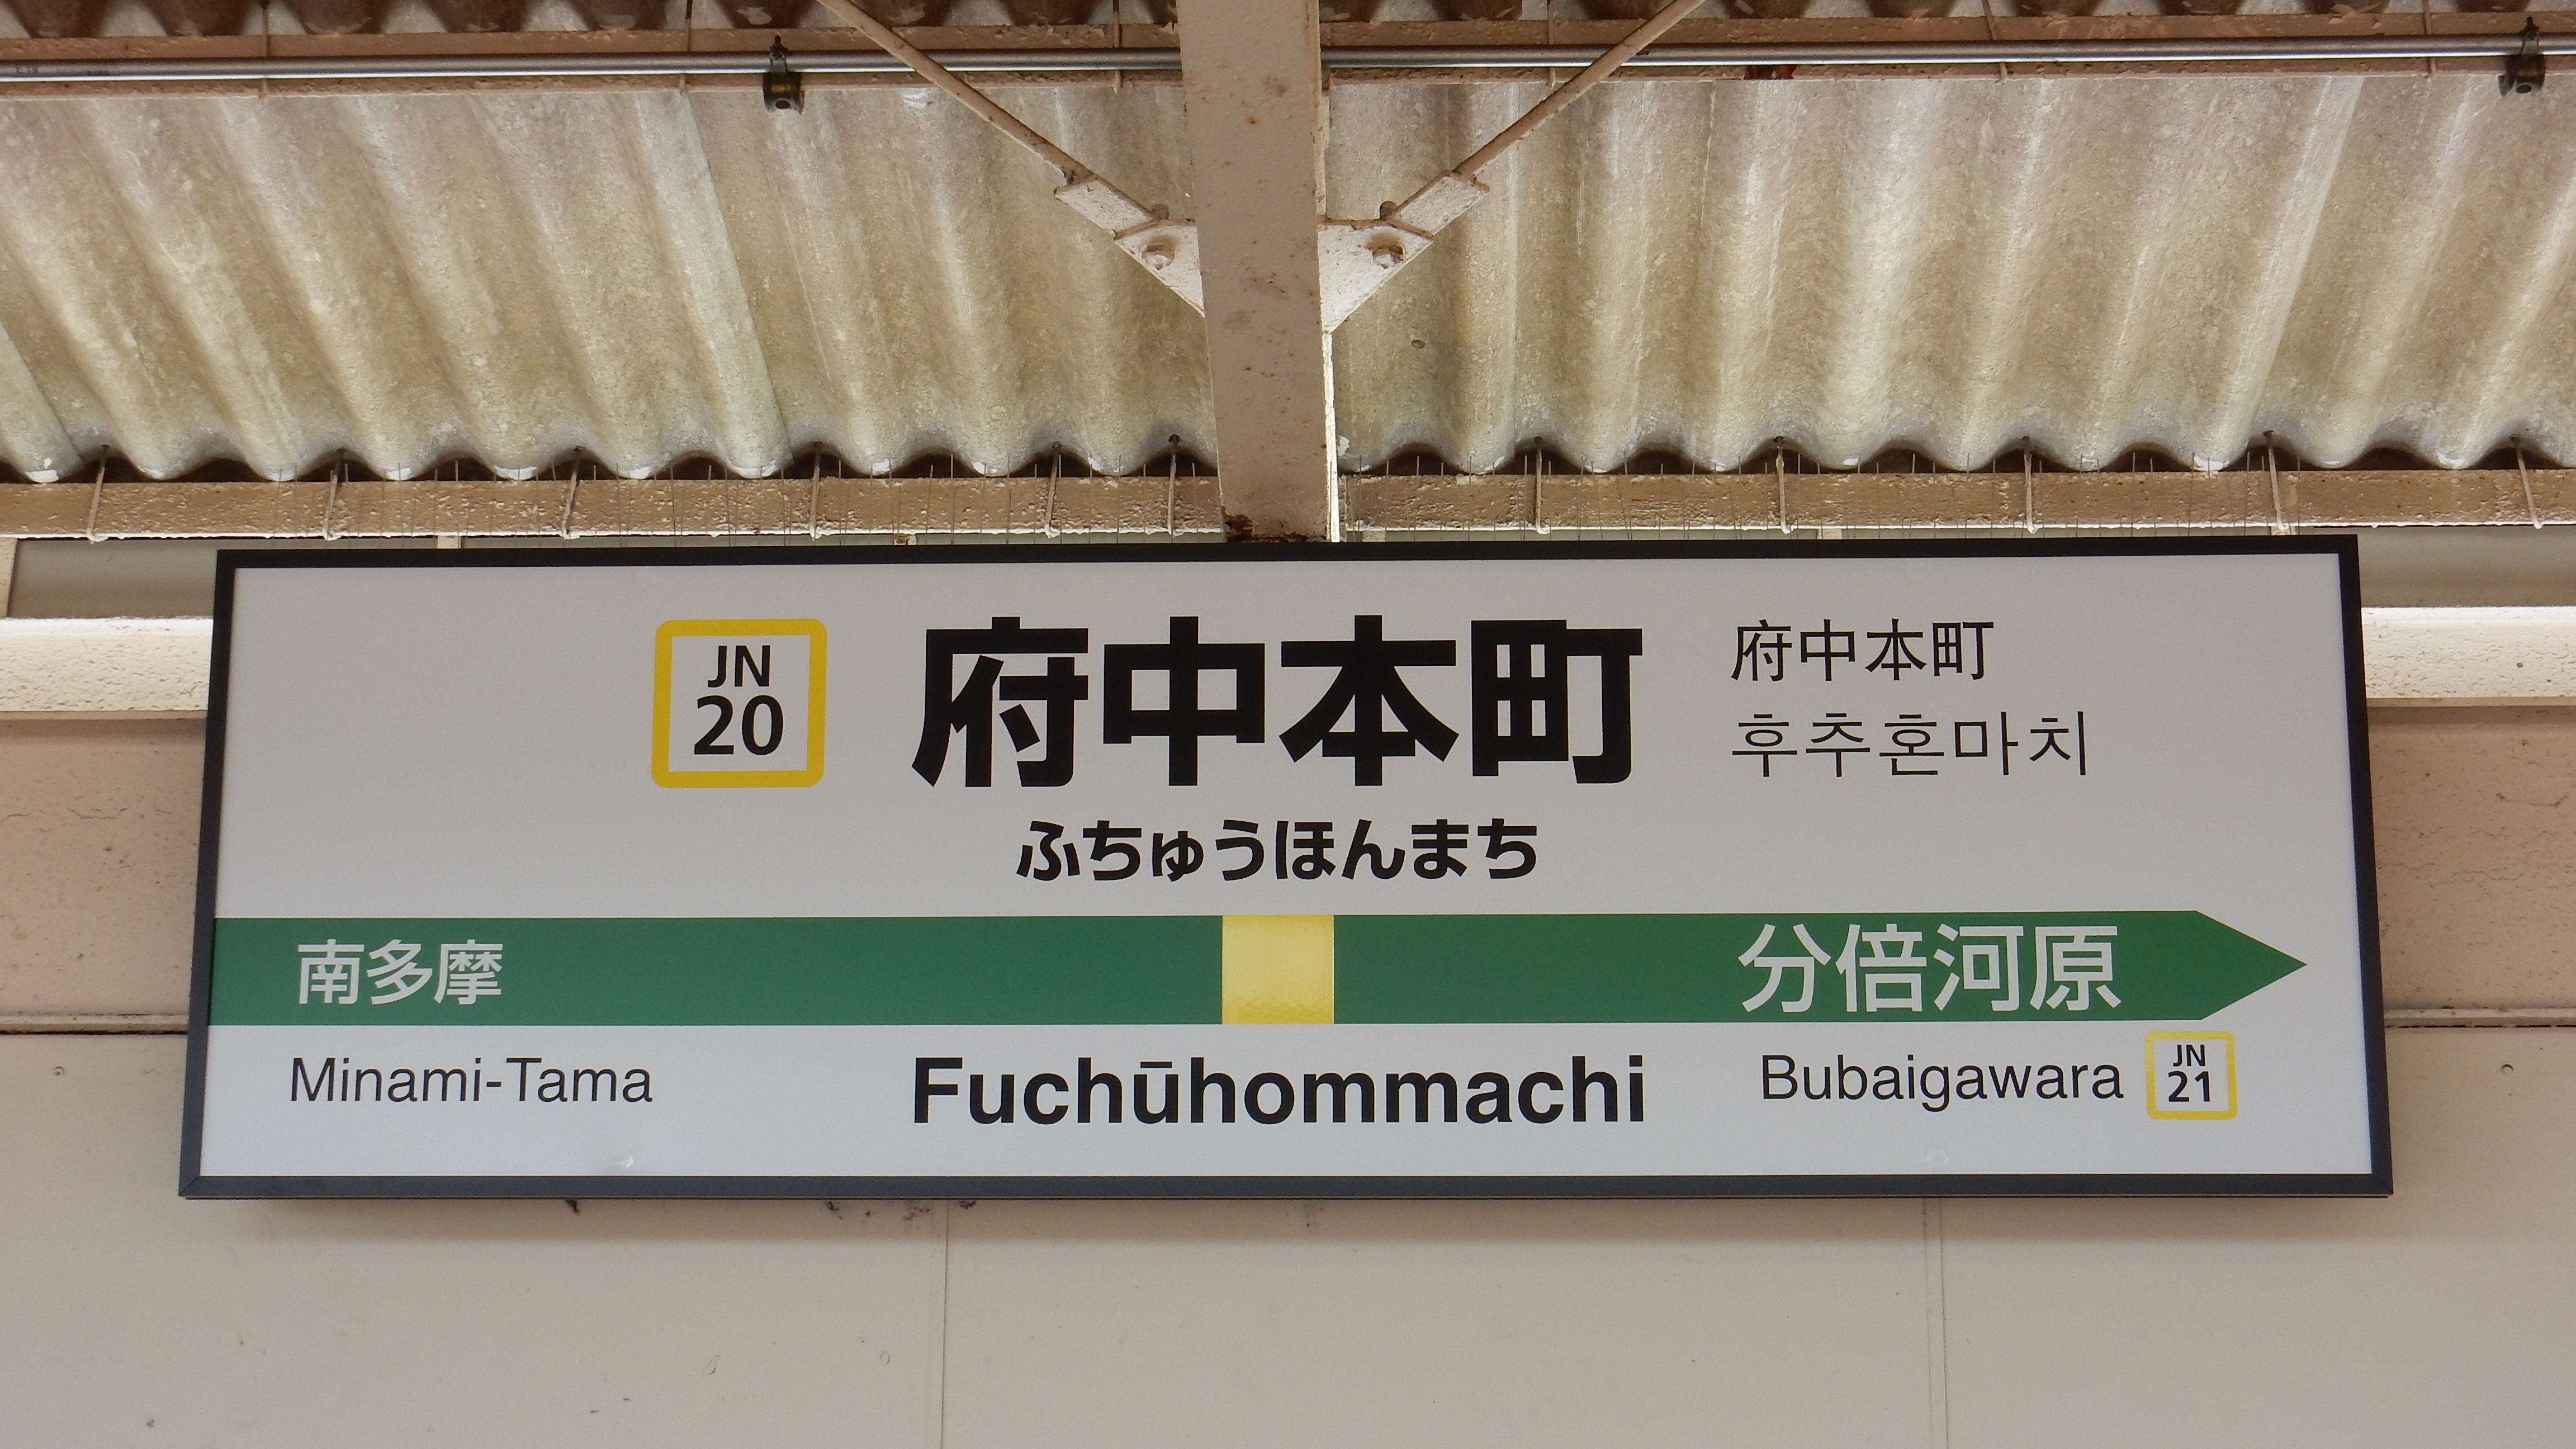 JN
20
府中本町
府中本町
후추혼마치
ふちゅうほんまち
南多摩
分倍河原
Minami-Tama
Fuchūhommachi
Bubaigawara
JN
21